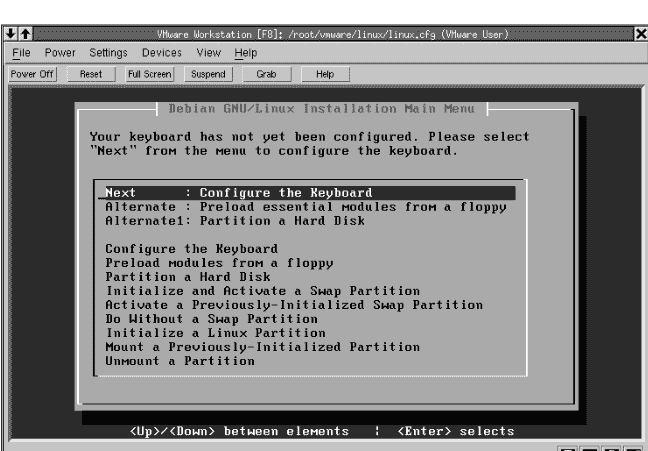 VMware Workstation [F8]: /root/vmware/linux/linux.cfg (VMware User)
File Power Settings Devices View Help
Power Off Reset Full Screen Suspend Grab Help
Debian GNU/Linux Installation Main Menu
Your keyboard has not yet been configured. Please select
"Next" from the menu to configure the keyboard.
Next : Configure the Keyboard
Alternate : Preload essential modules from a floppy
Alternate1: Partition a Hard Disk
Configure the Keyboard
Preload modules from a floppy
Partition a Hard Disk
Initialize and Activate a Swap Partition
Activate a Previously-Initialized Swap Partition
Do Without a Swap Partition
Initialize a Linux Partition
Mount a Previously-Initialized Partition
Unmount a Partition
<Up>/<Down> between elements ¦ <Enter> selects